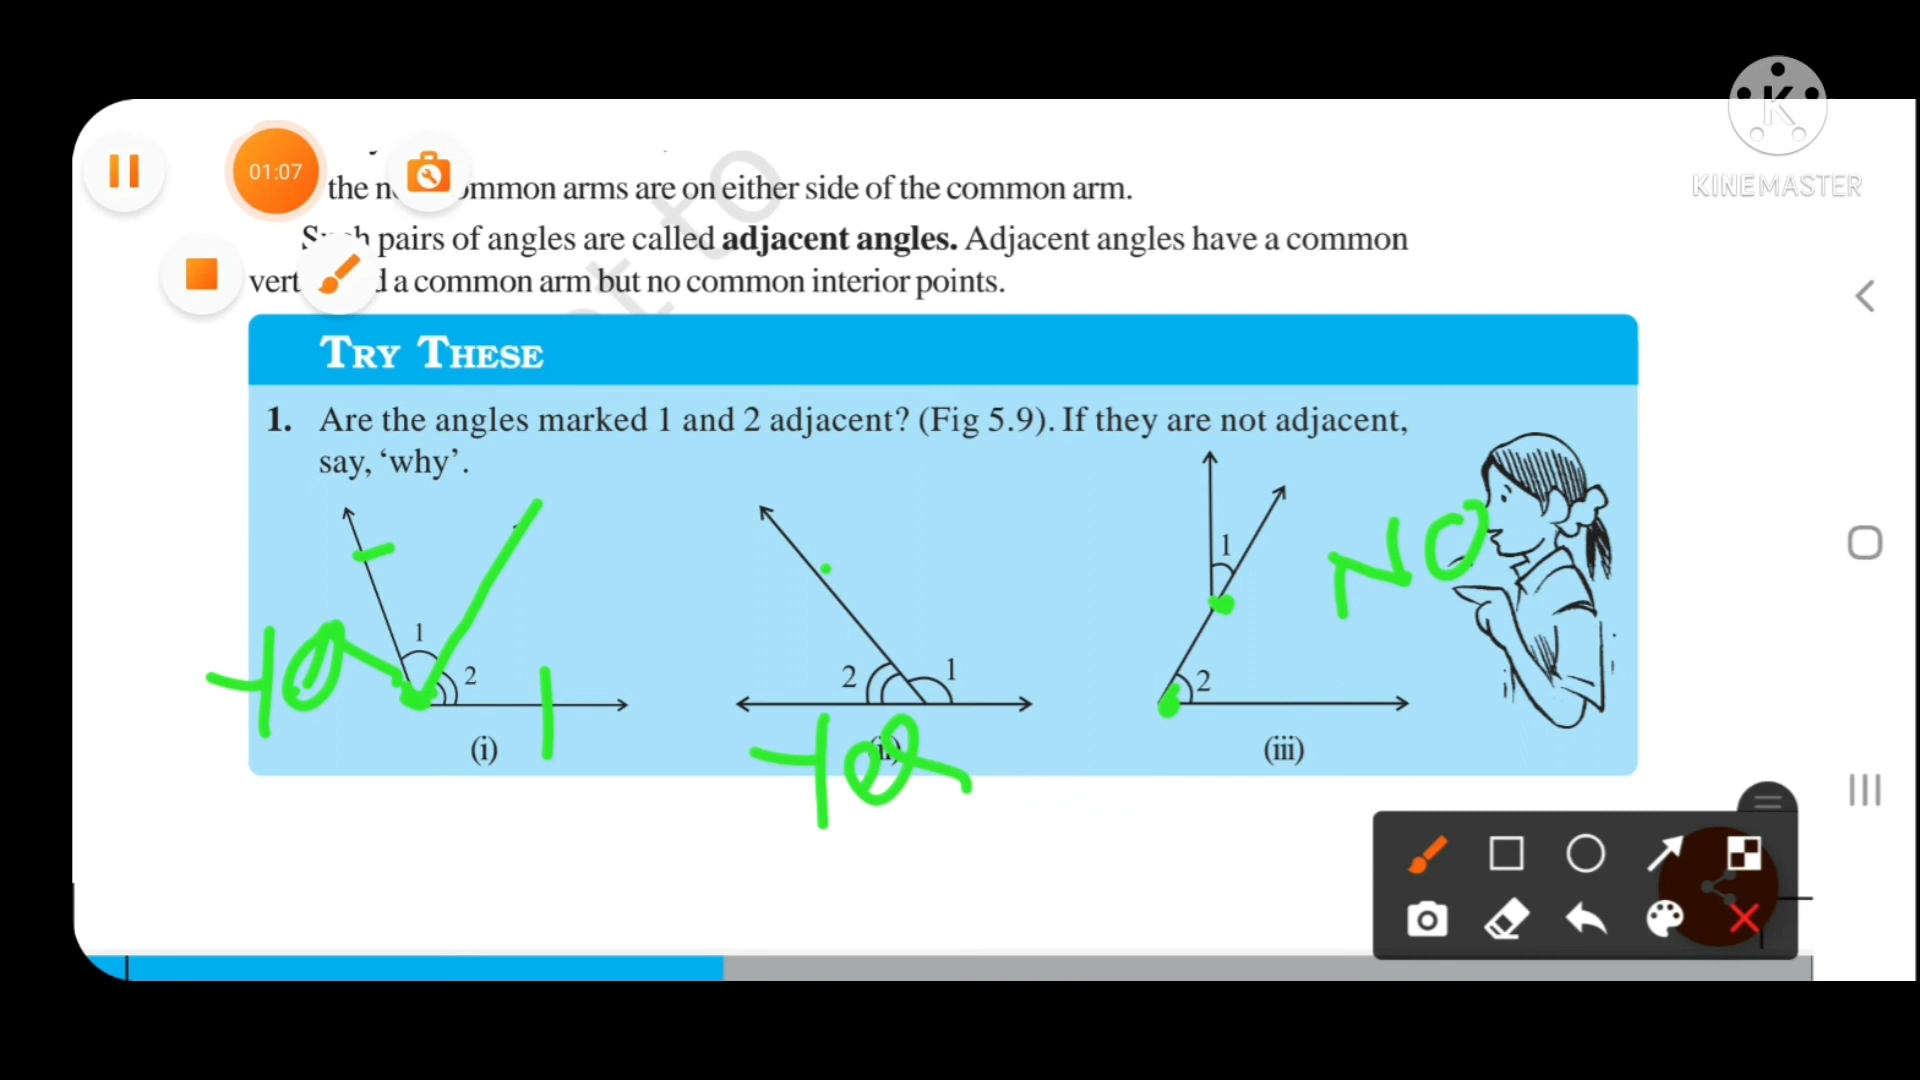 KINEMASTER
01:07
the n ommon arms are on either side of the common arm.
Such pairs of angles are called adjacent angles. Adjacent angles have a common
vert d a common arm but no common interior points.
to
TRY THESE
1. Are the angles marked 1 and 2 adjacent? (Fig 5.9). If they are not adjacent,
say, ‘why’.
1
2
(i)
2
1
Yes
1
2
(iii)
NO